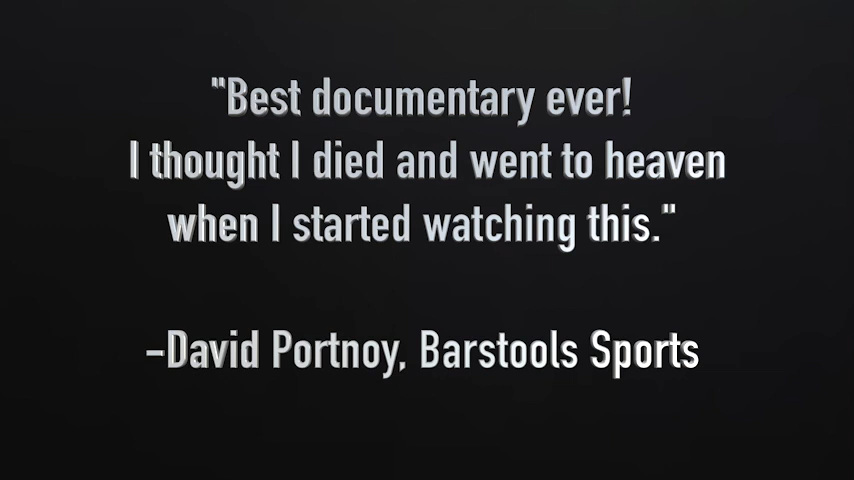 "Best documentary ever!
I thought I died and went to heaven
when I started watching this."
-David Portnoy, Barstools Sports